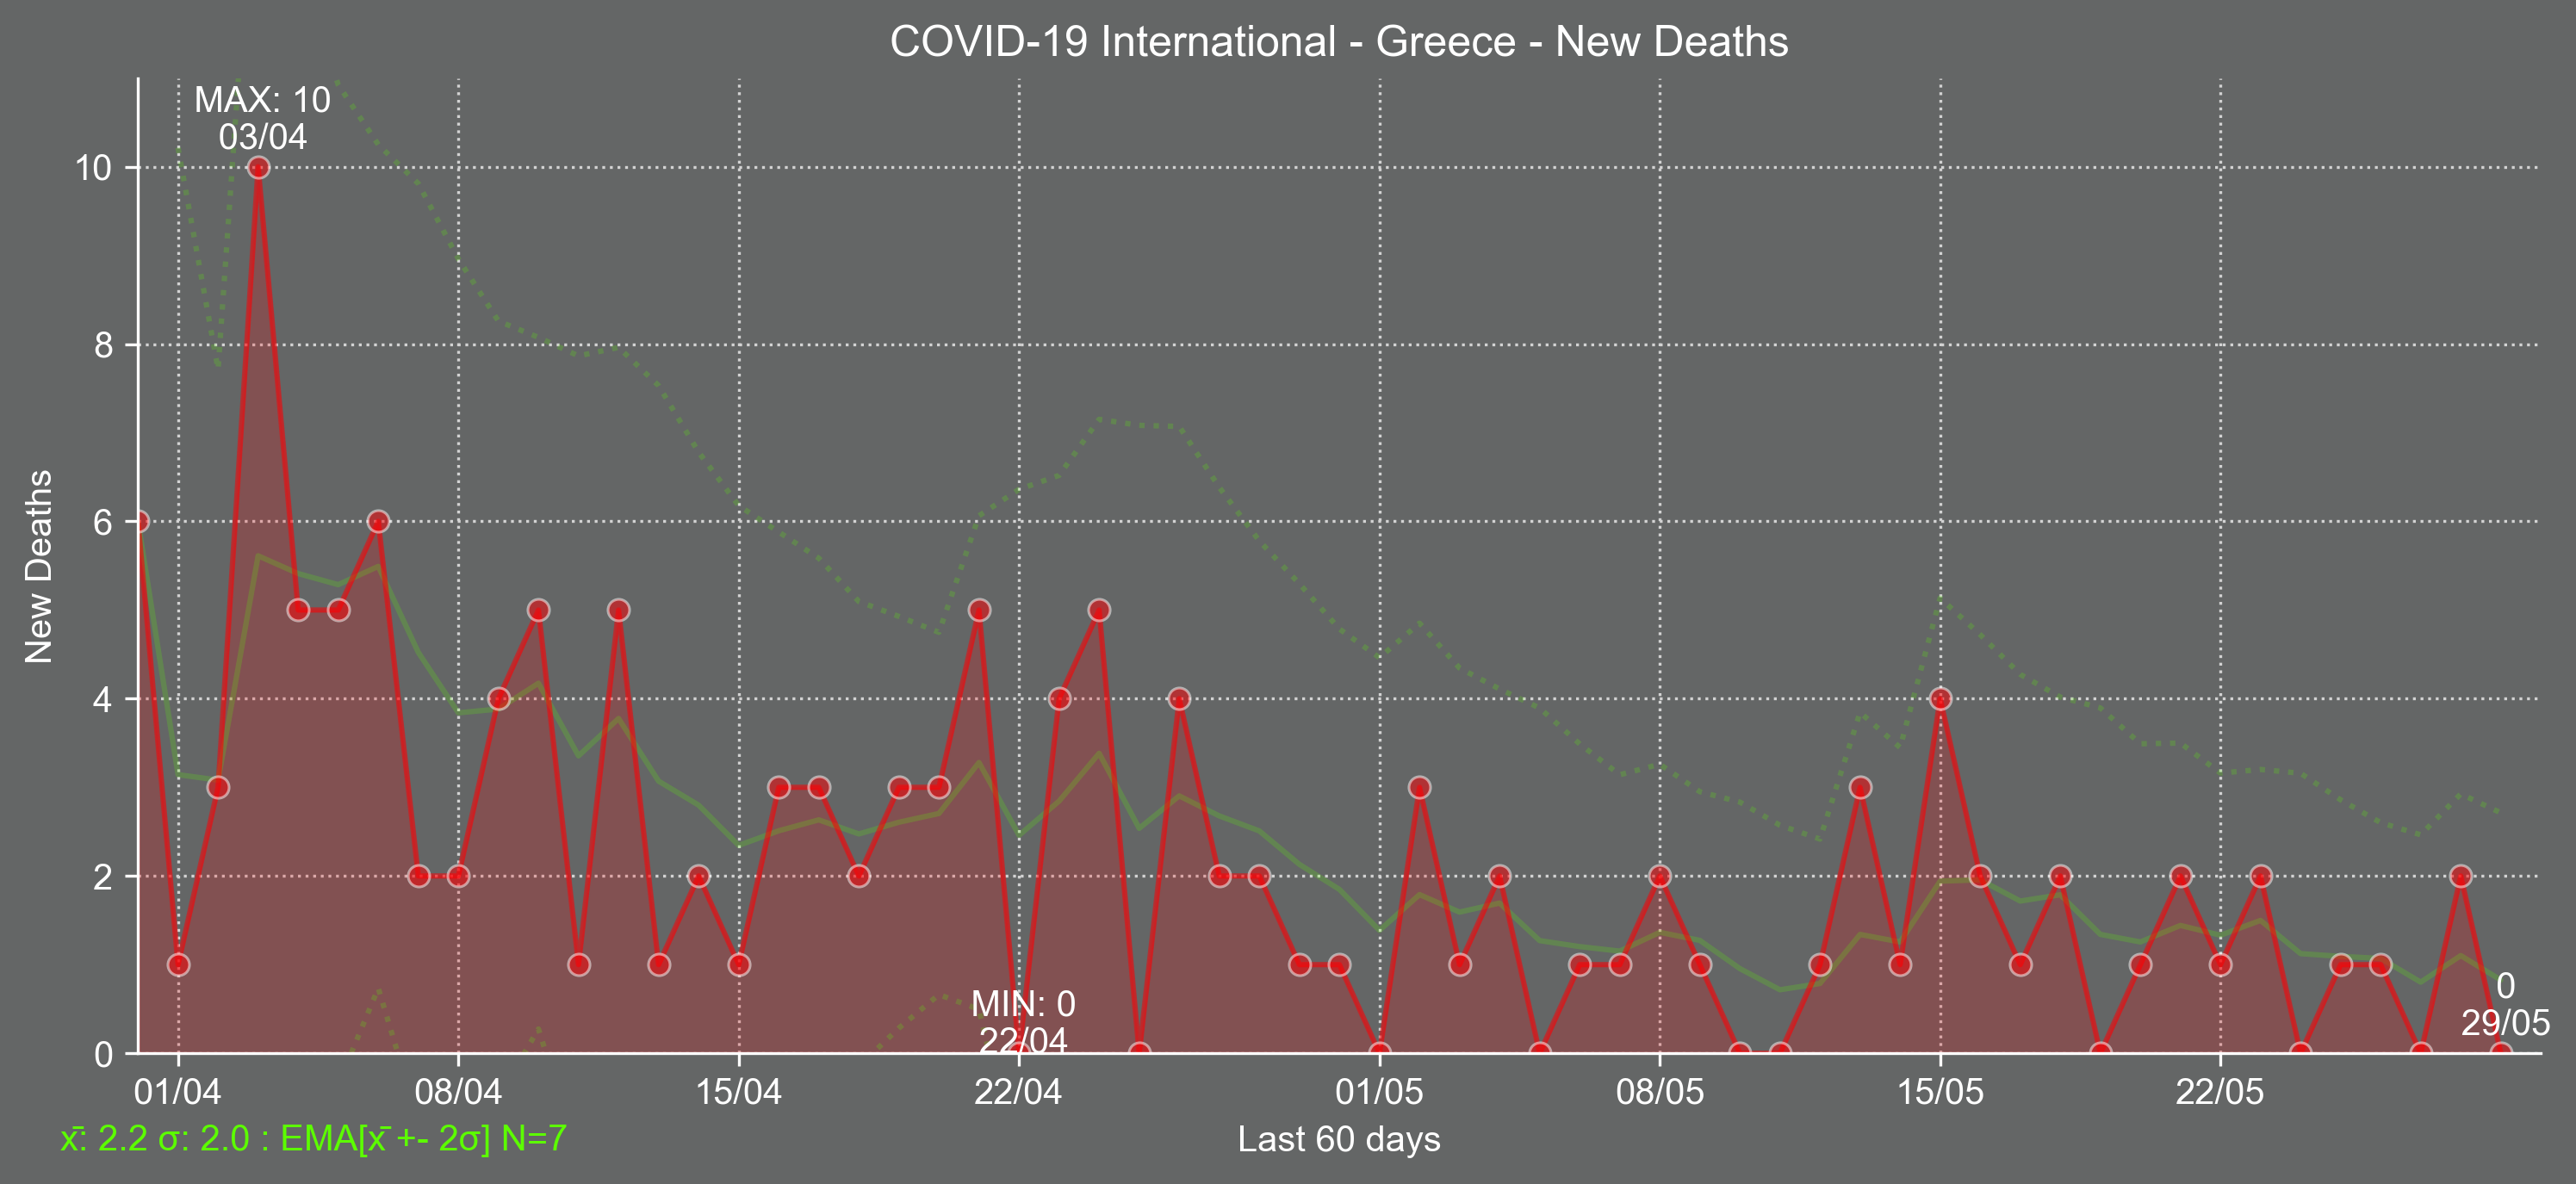 COVID-19 International - Greece - New Deaths
MAX: 10
03/04
10
8
6
4
2
0
New Deaths
MIN: 0
22/04
0
29/05
01/04 08/04 15/04 22/04 01/05 08/05 15/05 22/05
x̄: 2.2 σ: 2.0 : EMA[x̄ +- 2σ] N=7
Last 60 days